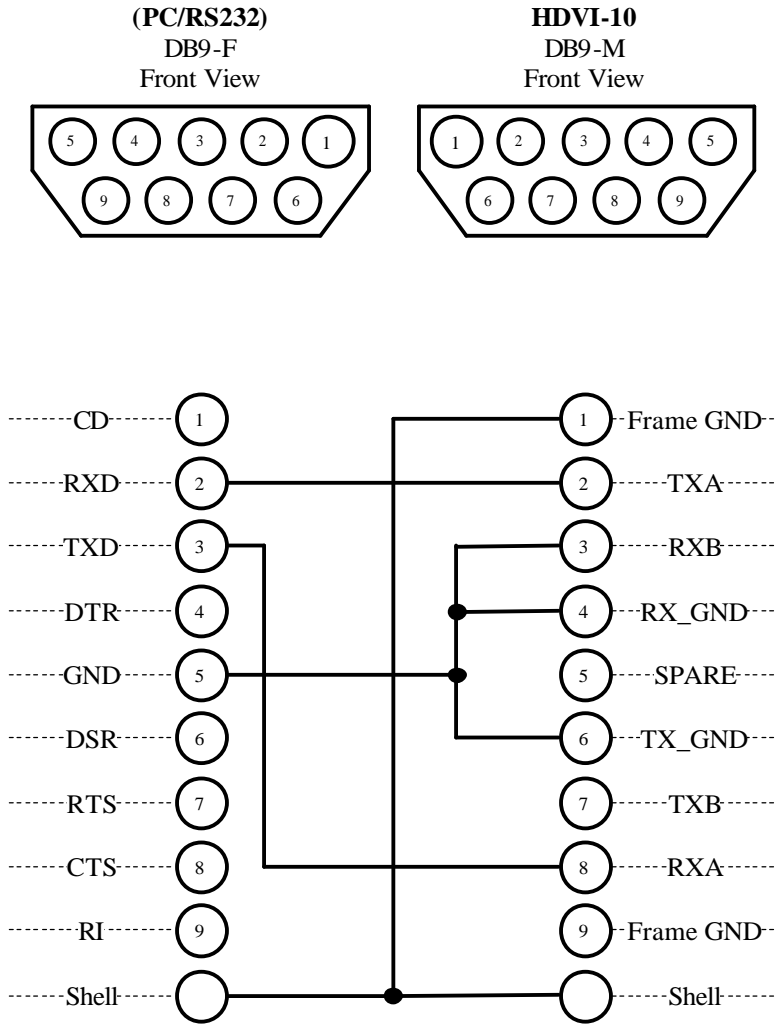 (PC/RS232) HDVI-10
DB9-F DB9-M
Front View Front View
5 4 3 2 1 1 2 3 4 5
9 8 7 6 6 7 8 9
CD 1 1 Frame GND
RXD 2 2 TXA
TXD 3 3 RXB
DTR 4 4 RX_GND
GND 5 5 SPARE
DSR 6 6 TX_GND
RTS 7 7 TXB
CTS 8 8 RXA
RI 9 9 Frame GND
Shell Shell